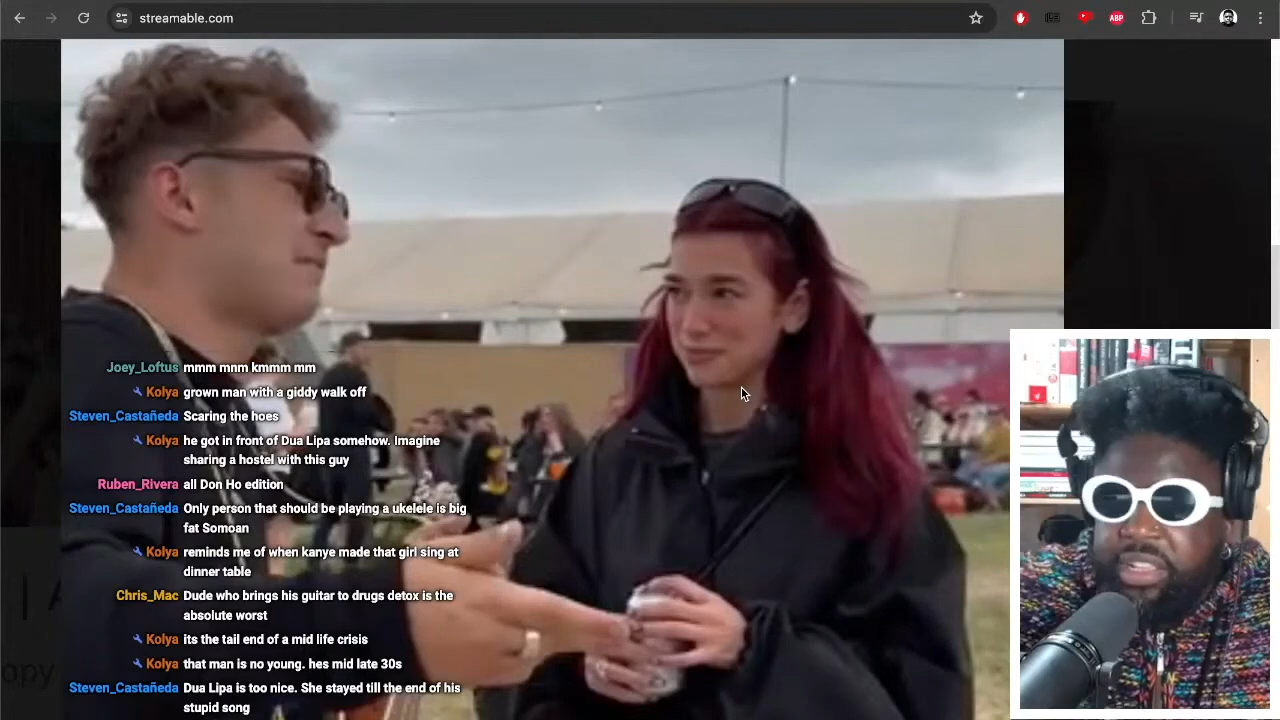 streamable.com
ABP
Joey_Loftus mmm mnm kmmm mm
Kolya grown man with a giddy walk off
Steven_Castañeda Scaring the hoes
Kolya he got in front of Dua Lipa somehow. Imagine
sharing a hostel with this guy
Ruben_Rivera all Don Ho edition
Steven_Castañeda Only person that should be playing a ukelele is big
fat Somoan
Kolya reminds me of when kanye made that girl sing at
dinner table
Chris_Mac Dude who brings his guitar to drugs detox is the
absolute worst
Kolya its the tail end of a mid life crisis
Kolya that man is no young. hes mid late 30s
Steven_Castañeda Dua Lipa is too nice. She stayed till the end of his
stupid song
opy